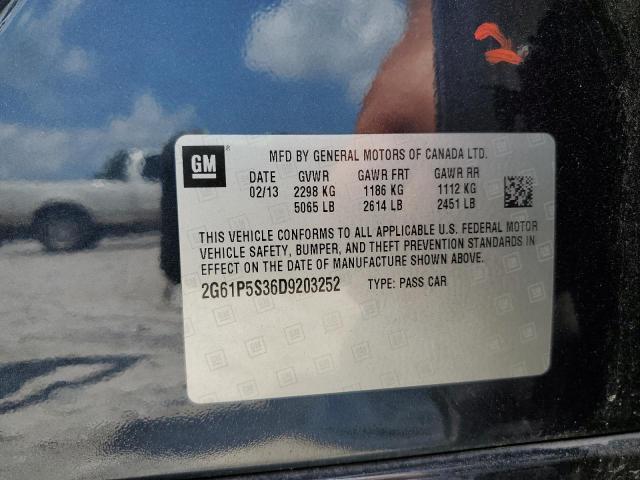 GM
MFD BY GENERAL MOTORS OF CANADA LTD.
DATE GVWR GAWR FRT GAWR RR
02/13 2298 KG 1186 KG 1112 KG
5065 LB 2614 LB 2451 LB
THIS VEHICLE CONFORMS TO ALL APPLICABLE U.S. FEDERAL MOTOR
VEHICLE SAFETY, BUMPER, AND THEFT PREVENTION STANDARDS IN
EFFECT ON THE DATE OF MANUFACTURE SHOWN ABOVE.
2G61P5S36D9203252 TYPE: PASS CAR